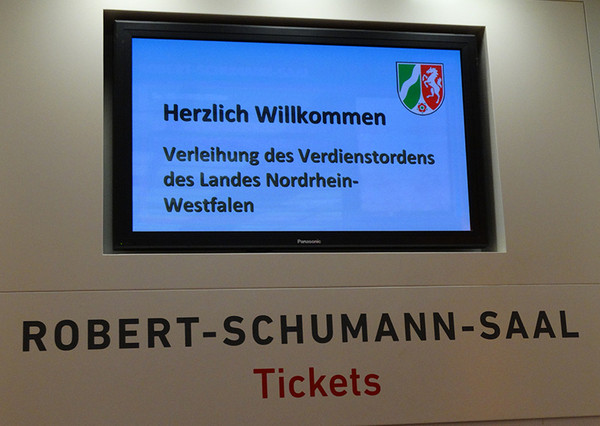 Herzlich Willkommen
Verleihung des Verdienstordens
des Landes Nordrhein-
Westfalen
Panasonic
ROBERT-SCHUMANN-SAAL
Tickets